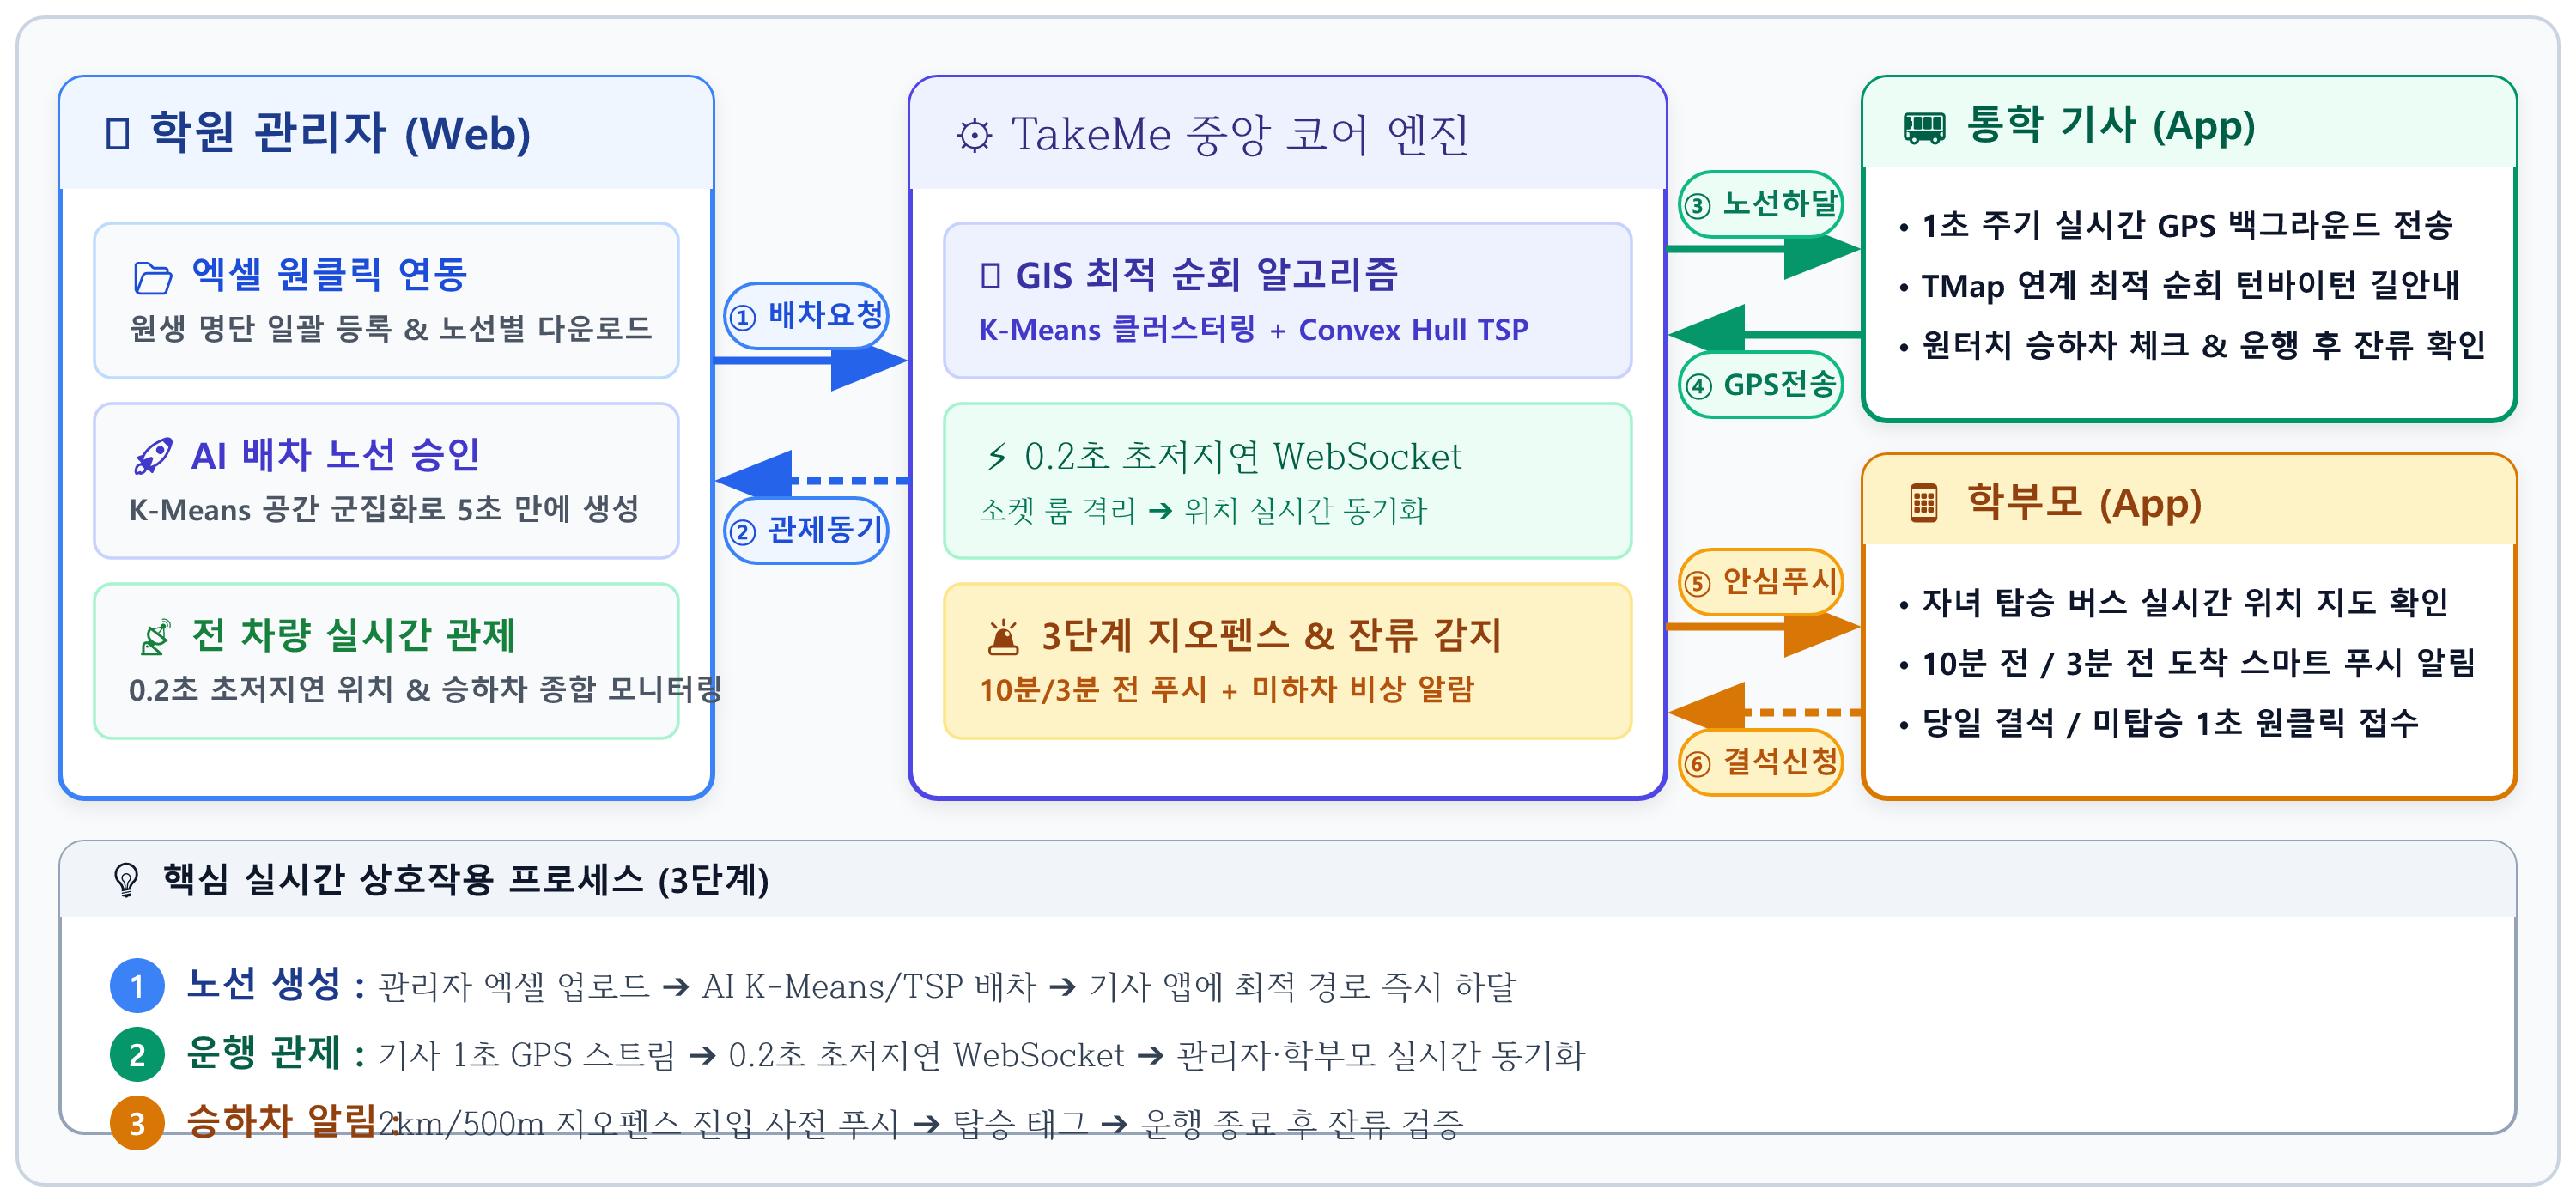 학원 관리자 (Web)
엑셀 원클릭 연동
원생 명단 일괄 등록 & 노선별 다운로드
AI 배차 노선 승인
K-Means 공간 군집화로 5초 만에 생성
전 차량 실시간 관제
0.2초 초저지연 위치 & 승하차 종합 모니터링
① 배차요청
② 관제동기
TakeMe 중앙 코어 엔진
GIS 최적 순회 알고리즘
K-Means 클러스터링 + Convex Hull TSP
⚡ 0.2초 초저지연 WebSocket
소켓 룸 격리 ➔ 위치 실시간 동기화
3단계 지오펜스 & 잔류 감지
10분/3분 전 푸시 + 미하차 비상 알람
③ 노선하달
④ GPS전송
⑤ 안심푸시
⑥ 결석신청
통학 기사 (App)
• 1초 주기 실시간 GPS 백그라운드 전송
• TMap 연계 최적 순회 턴바이턴 길안내
• 원터치 승하차 체크 & 운행 후 잔류 확인
학부모 (App)
• 자녀 탑승 버스 실시간 위치 지도 확인
• 10분 전 / 3분 전 도착 스마트 푸시 알림
• 당일 결석 / 미탑승 1초 원클릭 접수
핵심 실시간 상호작용 프로세스 (3단계)
1 노선 생성 : 관리자 엑셀 업로드 ➔ AI K-Means/TSP 배차 ➔ 기사 앱에 최적 경로 즉시 하달
2 운행 관제 : 기사 1초 GPS 스트림 ➔ 0.2초 초저지연 WebSocket ➔ 관리자·학부모 실시간 동기화
3 승하차 알림 : 2km/500m 지오펜스 진입 사전 푸시 ➔ 탑승 태그 ➔ 운행 종료 후 잔류 검증